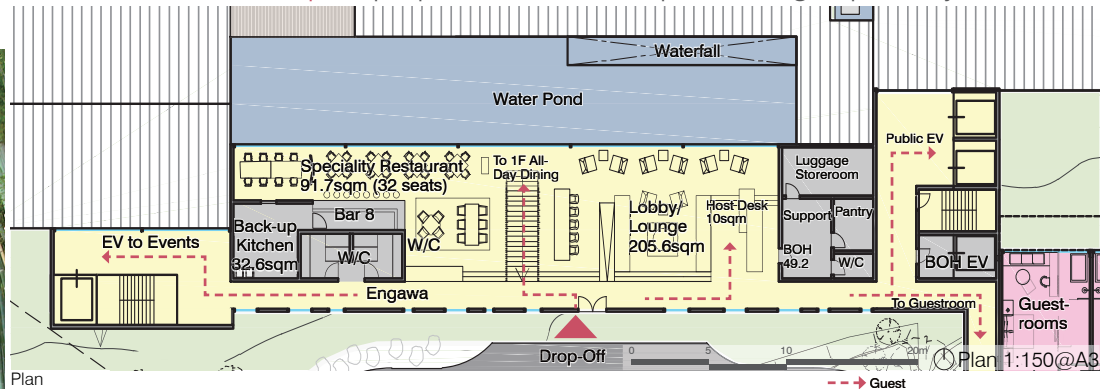 Waterfall
Water Pond
Public EV
Speciality Restaurant
91.7sqm (32 seats)
To 1F All-
Day Dining
Luggage
Storeroom
Bar 8
Lobby/
Lounge
205.6sqm
Host Desk
10sqm
Support
Pantry
Back-up
Kitchen
32.6sqm
W/C
W/C
EV to Events
BOH
49.2
W/C
BOH EV
Engawa
To Guestroom
Guest-
rooms
Drop-Off
0
5
10
20m
Plan 1:150@A3
Plan
Guest